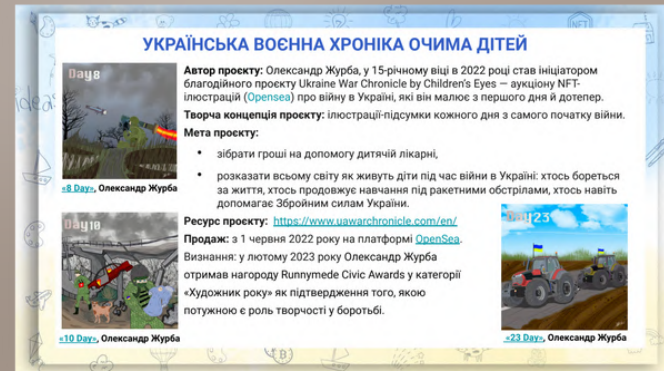 УКРАЇНСЬКА ВОЄННА ХРОНІКА ОЧИМА ДІТЕЙ
Day8
«8 Day», Олександр Журба
Автор проєкту: Олександр Журба, у 15-річному віці в 2022 році став ініціатором
благодійного проєкту Ukraine War Chronicle by Children's Eyes — аукціону NFT-
ілюстрацій (Opensea) про війну в Україні, які він малює з першого дня й дотепер.
Творча концепція проєкту: ілюстрації-підсумки кожного дня з самого початку війни.
Мета проєкту:
• зібрати гроші на допомогу дитячій лікарні,
• розказати всьому світу як живуть діти під час війни в Україні: хтось бореться
за життя, хтось продовжує навчання під ракетними обстрілами, хтось навіть
допомагає Збройним силам України.
Ресурс проєкту: https://www.uawarchronicle.com/en/
Продаж: з 1 червня 2022 року на платформі OpenSea.
Визнання: у лютому 2023 року Олександр Журба
отримав нагороду Runnymede Civic Awards у категорії
«Художник року» як підтвердження того, якою
потужною є роль творчості у боротьбі.
Day10
«10 Day», Олександр Журба
Day23
«23 Day», Олександр Журба
NFT